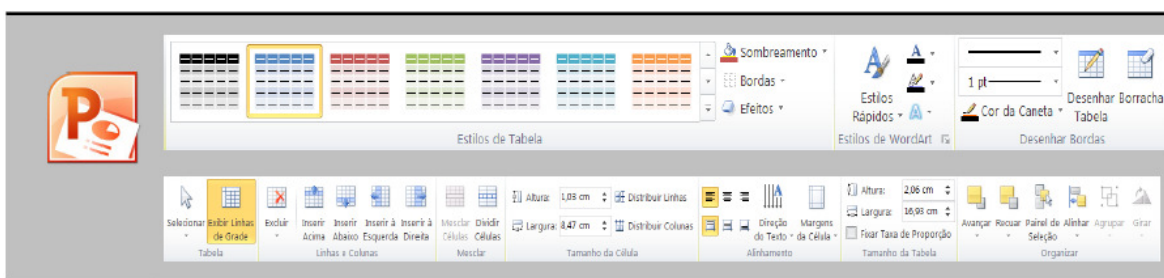 Sombreamento
Bordas
Efeitos
Estilos de Tabela
Estilos Rápidos
Estilos de WordArt
1 pt
Cor da Caneta
Desenhar Tabela
Borracha
Desenhar Bordas
P
Selecionar
Exibir Linhas de Grade
Tabela
Excluir
Inserir Acima
Inserir Abaixo
Inserir à Esquerda
Inserir à Direita
Linhas e Colunas
Mesclar Células
Dividir Células
Mesclar
Altura: 1,03 cm
Distribuir Linhas
Largura: 8,47 cm
Distribuir Colunas
Tamanho da Célula
Direção do Texto
Margens da Célula
Alinhamento
Altura: 2,06 cm
Largura: 16,93 cm
Fixar Taxa de Proporção
Tamanho da Tabela
Avançar
Recuar
Painel de Seleção
Alinhar
Agrupar
Girar
Organizar